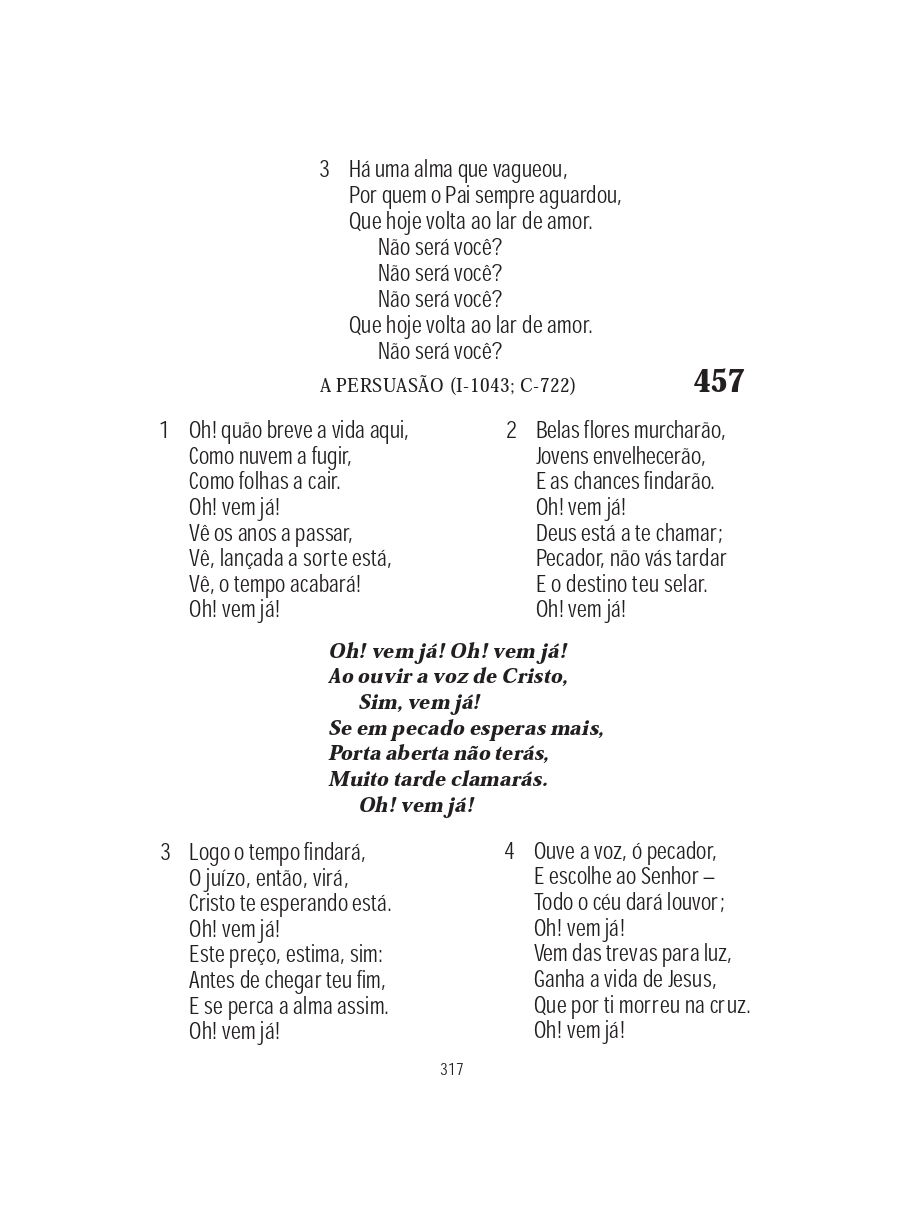 3 Há uma alma que vagueou,
Por quem o Pai sempre aguardou,
Que hoje volta ao lar de amor.
Não será você?
Não será você?
Não será você?
Que hoje volta ao lar de amor.
Não será você?
A PERSUASÃO (I-1043; C-722) 457
1 Oh! quão breve a vida aqui,
Como nuvem a fugir,
Como folhas a cair.
Oh! vem já!
Vê os anos a passar,
Vê, lançada a sorte está,
Vê, o tempo acabará!
Oh! vem já!
2 Belas flores murcharão,
Jovens envelhecerão,
E as chances findarão.
Oh! vem já!
Deus está a te chamar;
Pecador, não vás tardar
E o destino teu selar.
Oh! vem já!
Oh! vem já! Oh! vem já!
Ao ouvir a voz de Cristo,
Sim, vem já!
Se em pecado esperas mais,
Porta aberta não terás,
Muito tarde clamarás.
Oh! vem já!
3 Logo o tempo findará,
O juízo, então, virá,
Cristo te esperando está.
Oh! vem já!
Este preço, estima, sim:
Antes de chegar teu fim,
E se perca a alma assim.
Oh! vem já!
4 Ouve a voz, ó pecador,
E escolhe ao Senhor –
Todo o céu dará louvor;
Oh! vem já!
Vem das trevas para luz,
Ganha a vida de Jesus,
Que por ti morreu na cruz.
Oh! vem já!
317